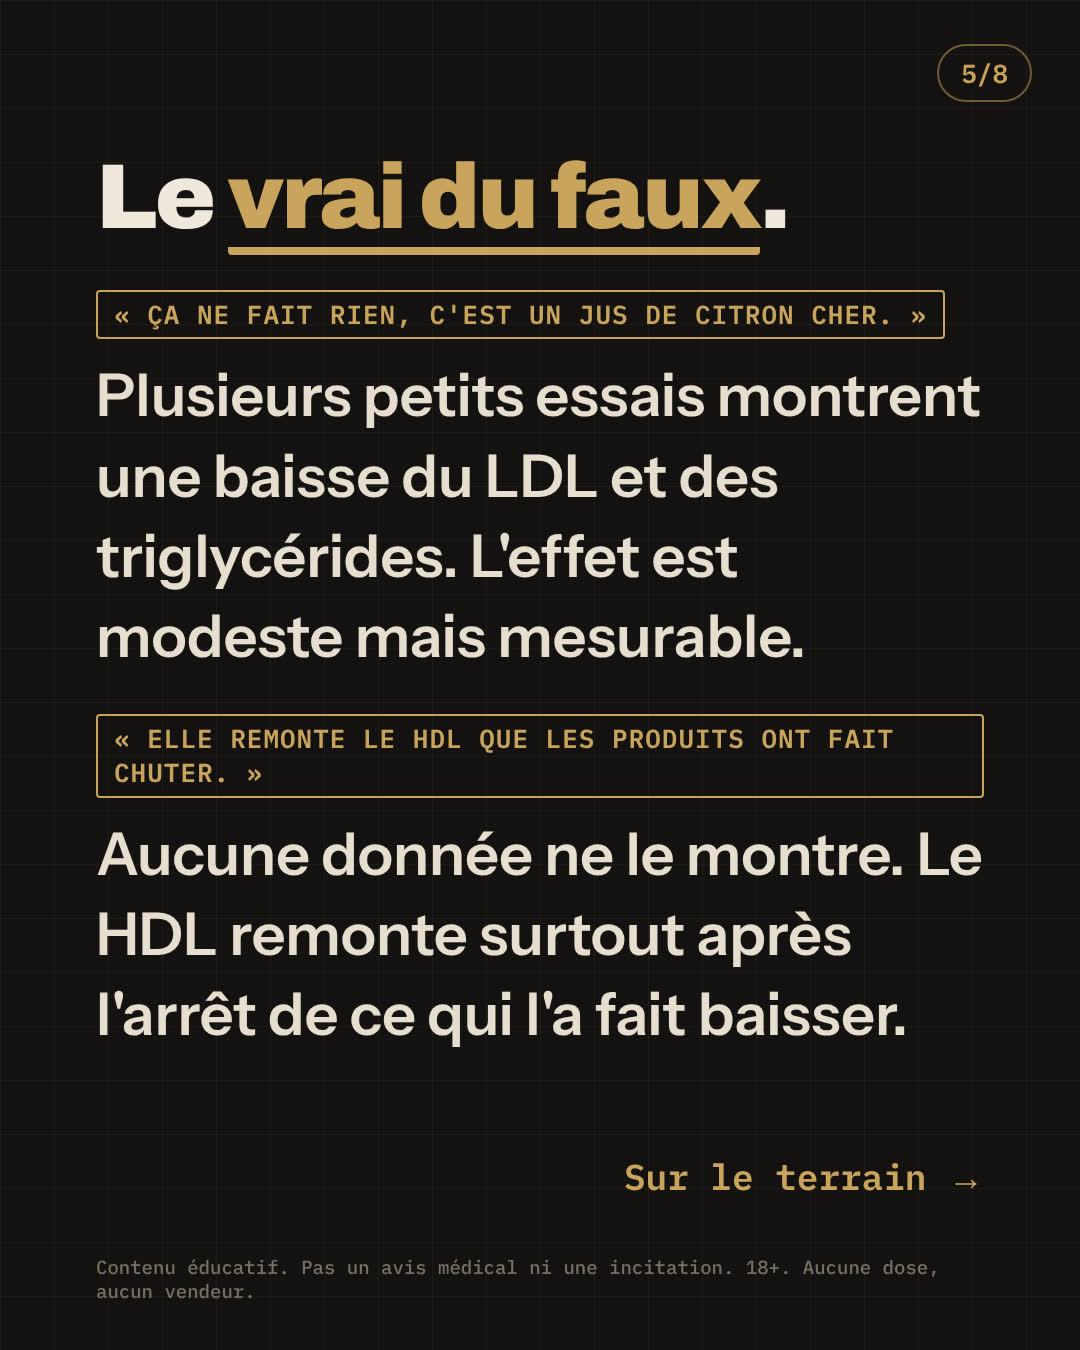 5/8
Le vrai du faux.
« ÇA NE FAIT RIEN, C'EST UN JUS DE CITRON CHER. »
Plusieurs petits essais montrent
une baisse du LDL et des
triglycérides. L'effet est
modeste mais mesurable.
« ELLE REMONTE LE HDL QUE LES PRODUITS ONT FAIT
CHUTER. »
Aucune donnée ne le montre. Le
HDL remonte surtout après
l'arrêt de ce qui l'a fait baisser.
Sur le terrain →
Contenu éducatif. Pas un avis médical ni une incitation. 18+. Aucune dose,
aucun vendeur.